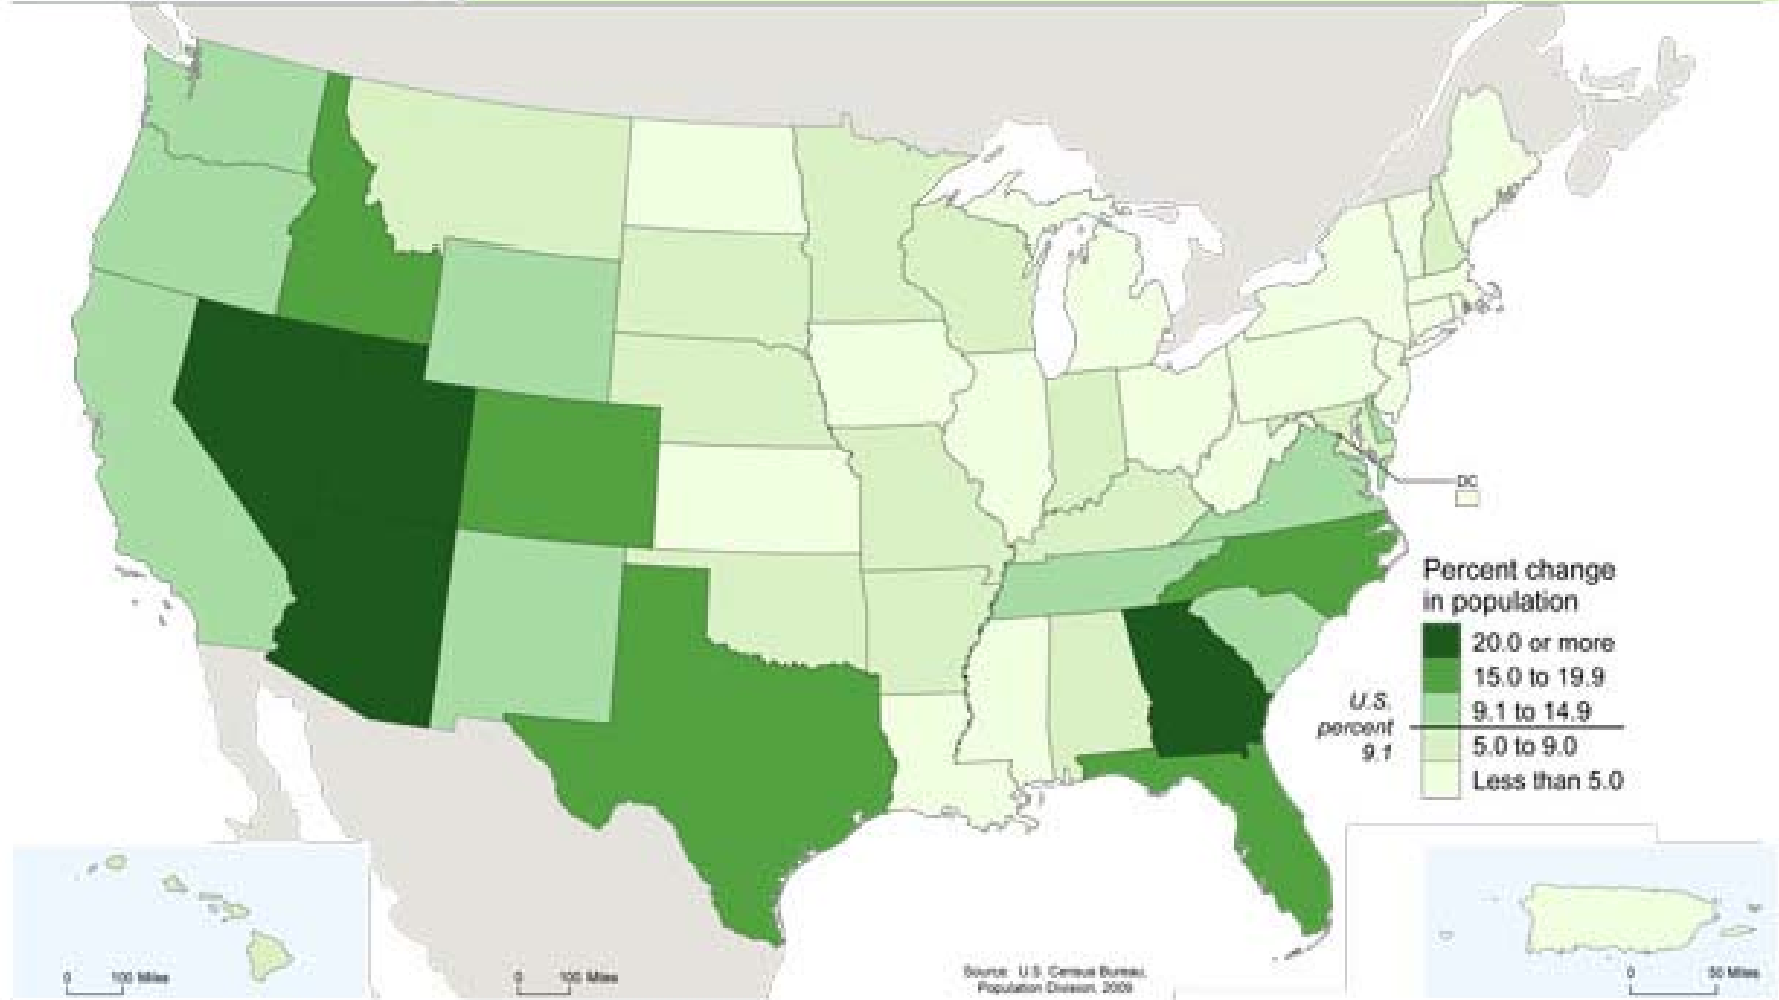 DC
Percent change
in population
20.0 or more
15.0 to 19.9
9.1 to 14.9
5.0 to 9.0
Less than 5.0
U.S.
percent
9.1
0 100 Miles
0 100 Miles
Source: U.S. Census Bureau,
Population Division, 2009
0 50 Miles